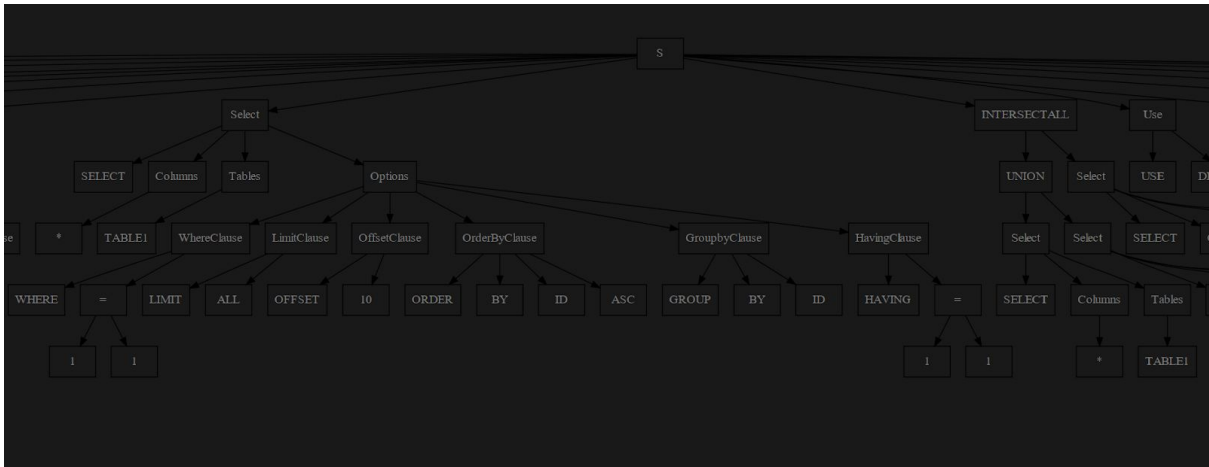 S
Select INTERSECTALL Use
SELECT Columns Tables Options UNION Select USE
* TABLE1 WhereClause LimitClause OffsetClause OrderByClause GroupbyClause HavingClause Select Select SELECT
WHERE = LIMIT ALL OFFSET 10 ORDER BY ID ASC GROUP BY ID HAVING = SELECT Columns Tables
1 1 1 1 * TABLE1